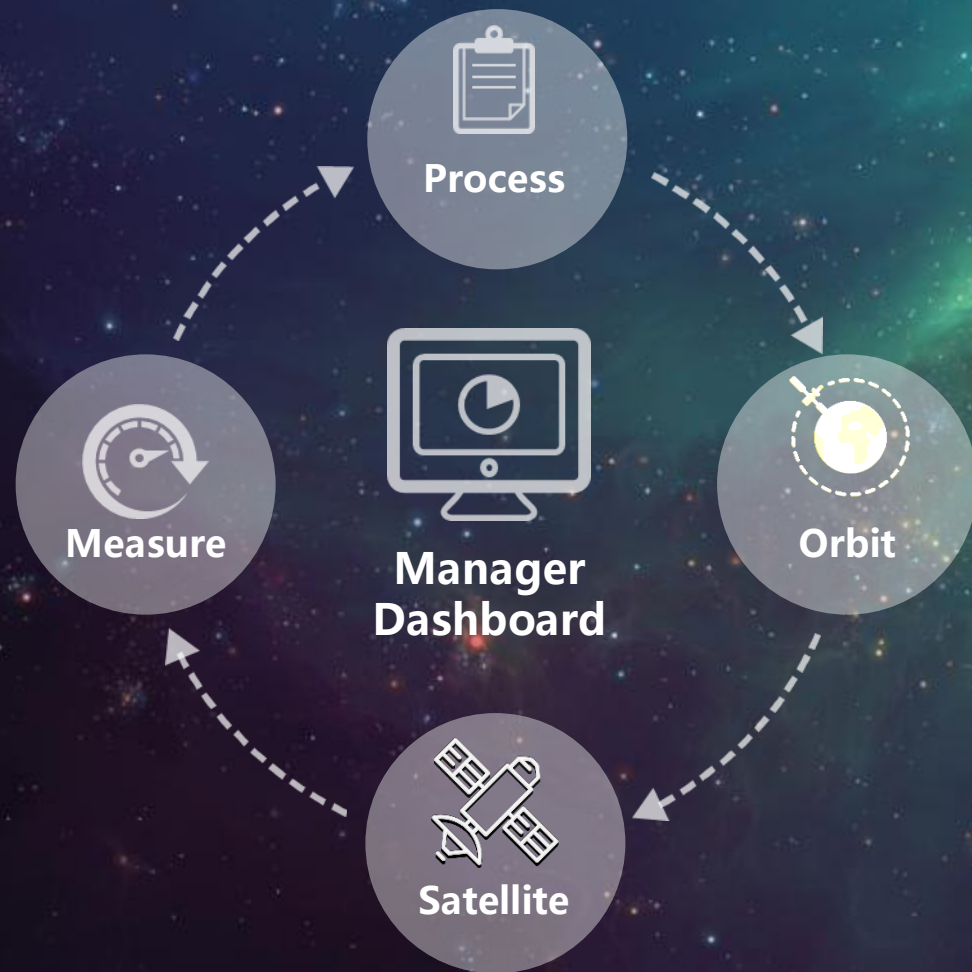 Process
Measure
Manager
Dashboard
Orbit
Satellite